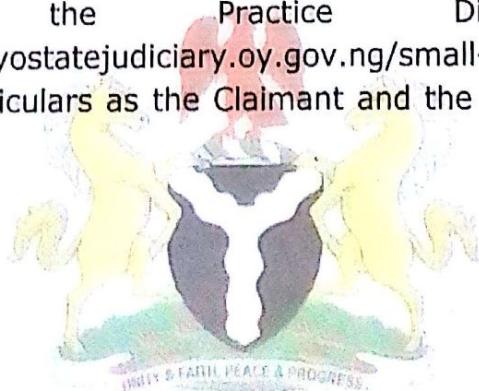 the Practice Di
yostatejudiciary.oy.gov.ng/small-
iculars as the Claimant and the
UNITY & FAITH, PEACE & PROGRESS